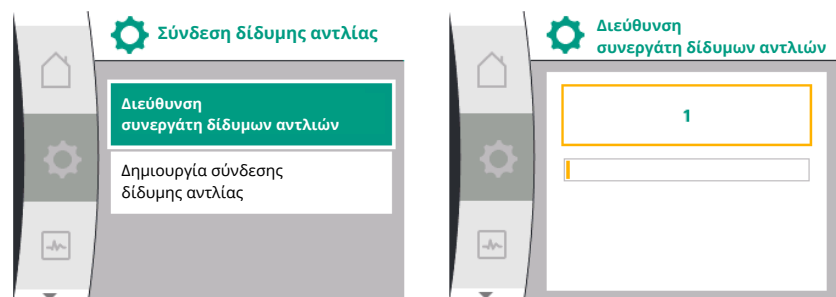 Σύνδεση δίδυμης αντλίας
Διεύθυνση
συνεργάτη δίδυμων αντλιών
Δημιουργία σύνδεσης
δίδυμης αντλίας
Διεύθυνση
συνεργάτη δίδυμων αντλιών
1